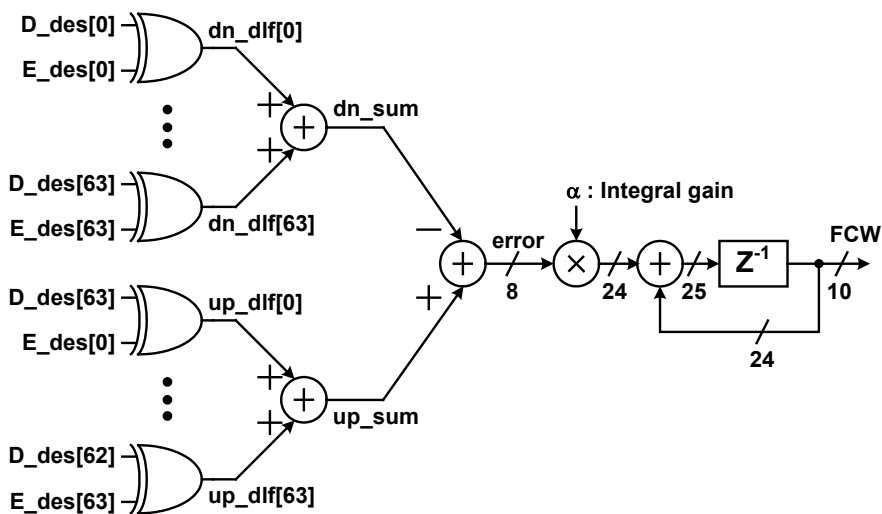 D_des[0]
dn_dlf[0]
E_des[0]
+
+
+
dn_sum
D_des[63]
E_des[63]
dn_dlf[63]
α : Integral gain
−
error
+
8
×
24
+
25
Z-1
FCW
10
24
+
D_des[63]
up_dlf[0]
E_des[0]
+
+
+
up_sum
D_des[62]
E_des[63]
up_dlf[63]